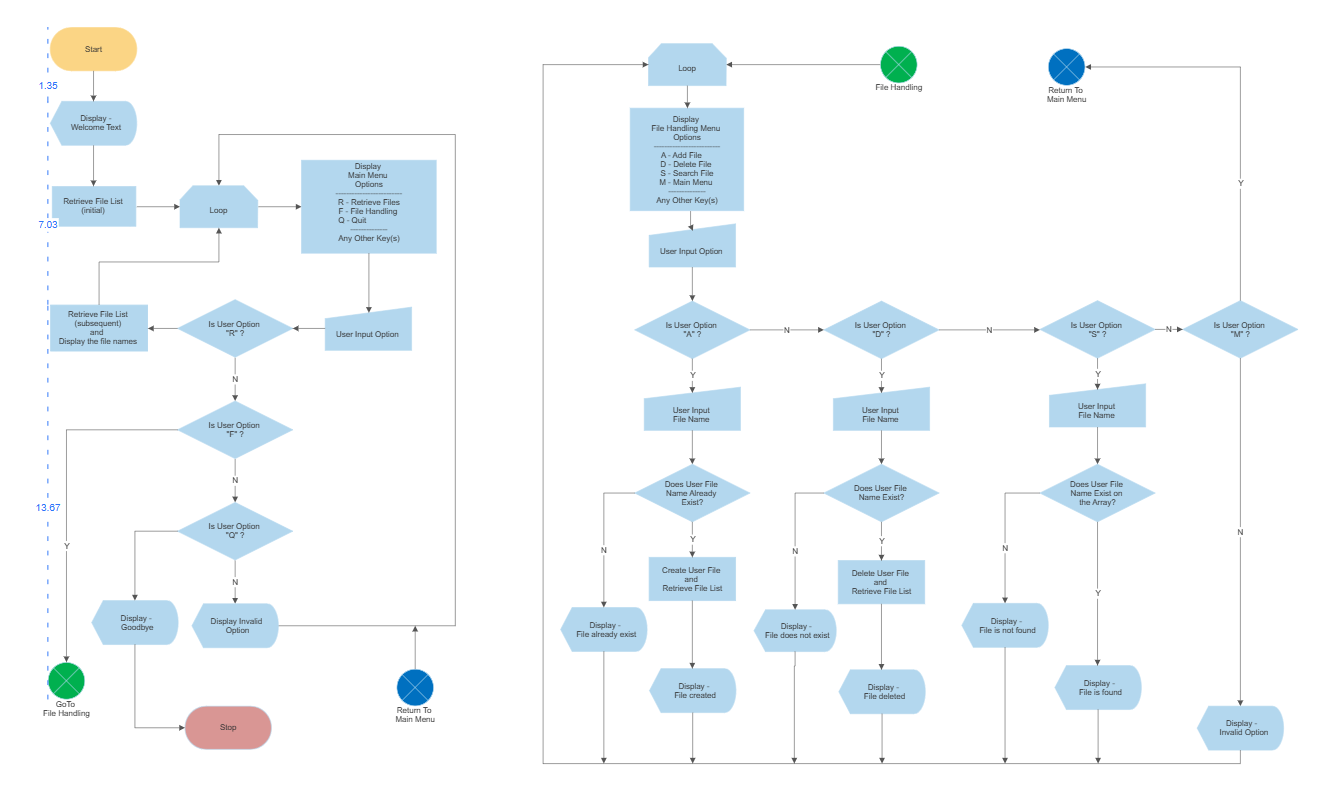 Start
1.35
Display -
Welcome Text
Retrieve File List
(initial)
7.03
Loop
Display
Main Menu
Options
------------------------------
R - Retrieve Files
F - File Handling
Q - Quit
----------------
Any Other Key(s)
Retrieve File List
(subsequent)
and
Display the file names
Is User Option
"R" ?
User Input Option
N
Is User Option
"F" ?
N
13.67
Is User Option
"Q" ?
Y
N
Display -
Goodbye
Display Invalid
Option
GoTo
File Handling
Stop
Return To
Main Menu
Loop
File Handling
Return To
Main Menu
Display
File Handling Menu
Options
------------------------------
A - Add File
D - Delete File
S - Search File
M - Main Menu
----------------
Any Other Key(s)
Y
User Input Option
Is User Option
"A" ?
N
Is User Option
"D" ?
N
Is User Option
"S" ?
N
Is User Option
"M" ?
Y
Y
Y
User Input
File Name
User Input
File Name
User Input
File Name
Does User File
Name Already
Exist?
Does User File
Name Exist?
Does User File
Name Exist on
the Array?
N
N
Y
N
Y
N
Y
Create User File
and
Retrieve File List
Delete User File
and
Retrieve File List
Display -
File already exist
Display -
File does not exist
Display -
File is not found
Display -
File created
Display -
File deleted
Display -
File is found
Display -
Invalid Option